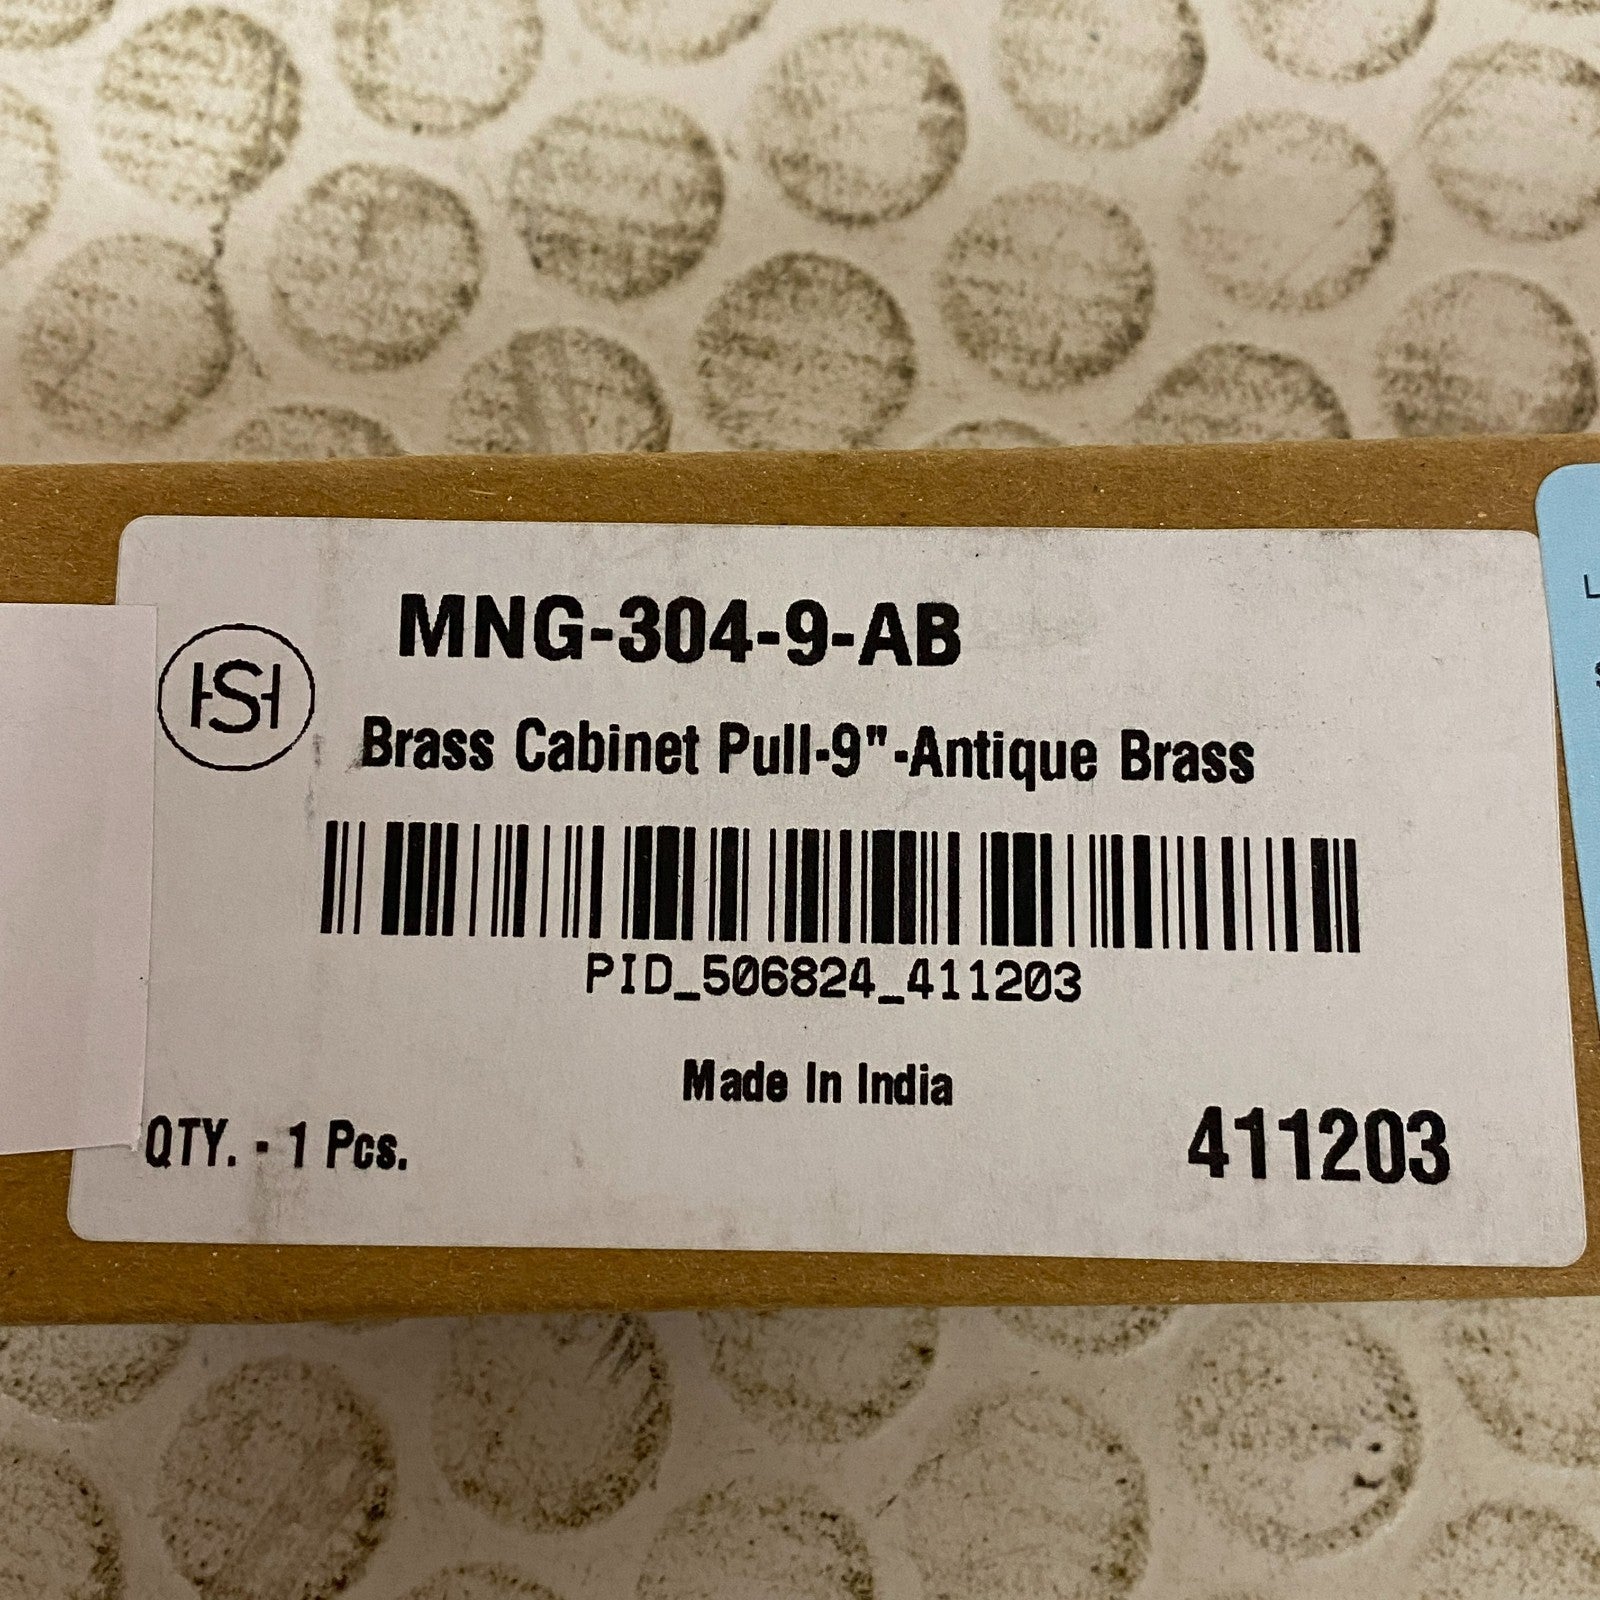 MNG-304-9-AB
HSH
Brass Cabinet Pull-9"-Antique Brass
PID_506824_411203
Made In India
QTY. - 1 Pcs.
411203
L
S